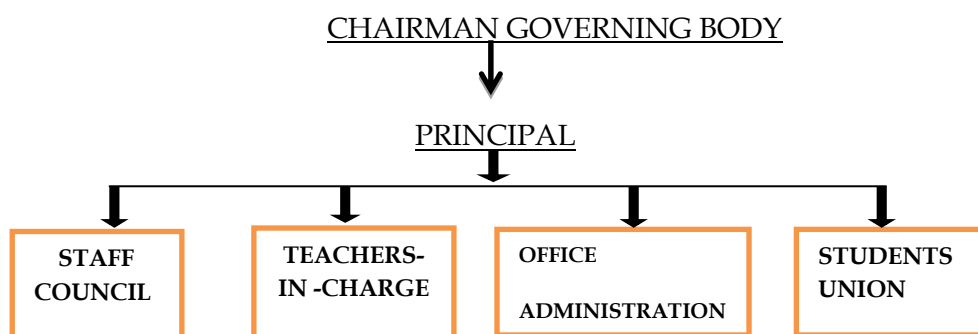 CHAIRMAN GOVERNING BODY
PRINCIPAL
STAFF
COUNCIL
TEACHERS-
IN -CHARGE
OFFICE
ADMINISTRATION
STUDENTS
UNION